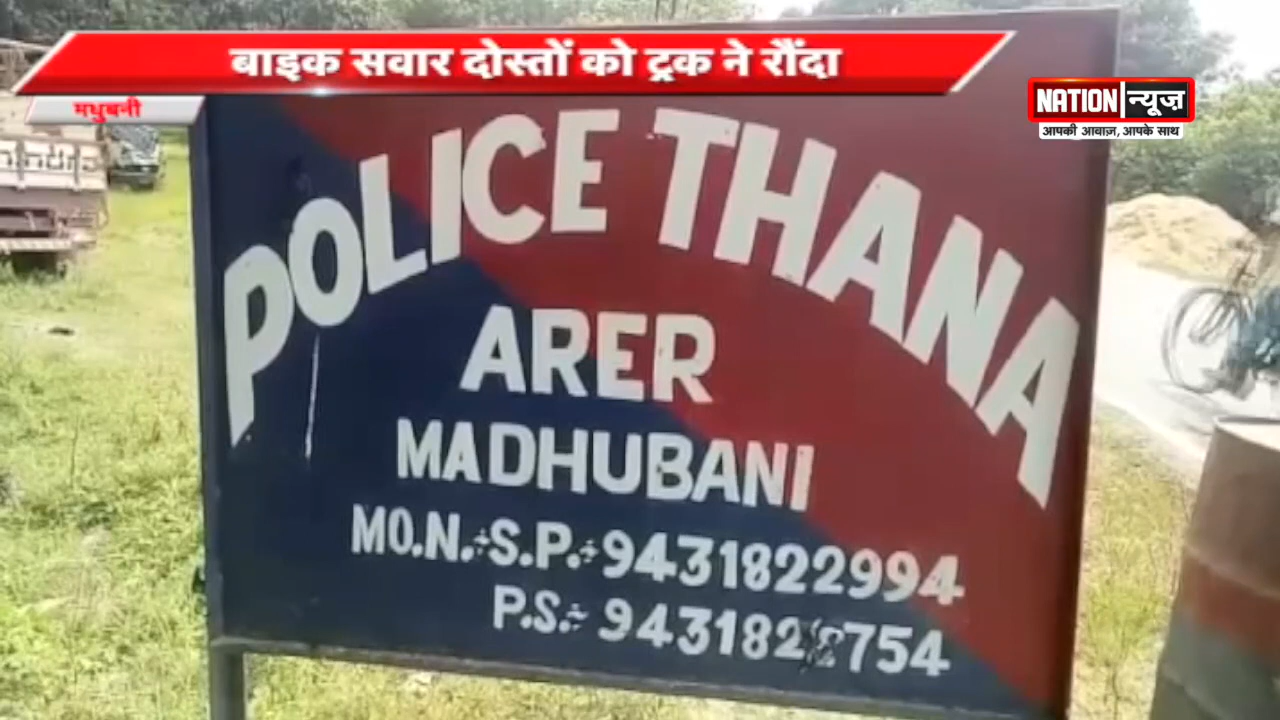 बाइक सवार दोस्तों को ट्रक ने रौंदा
मधुबनी
NATION न्यूज़
आपकी आवाज़, आपके साथ
POLICE THANA
ARER
MADHUBANI
MO.N.÷S.P.÷9431822994